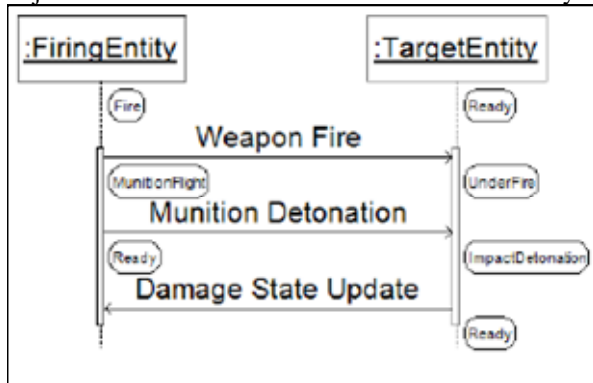 :FiringEntity :TargetEntity
Fire Ready
Weapon Fire
MunitionFlight UnderFire
Munition Detonation
Ready ImpactDetonation
Damage State Update
Ready